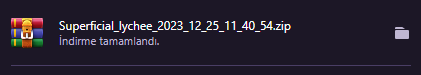 Superficial_lychee_2023_12_25_11_40_54.zip
İndirme tamamlandı.